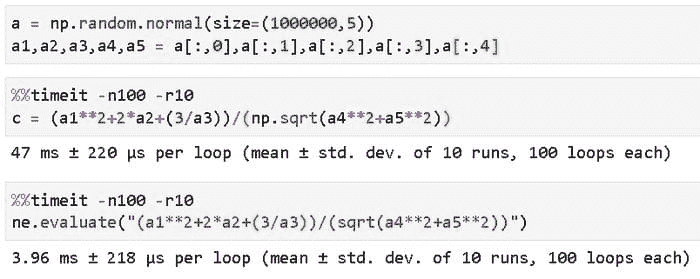 a = np.random.normal(size=(1000000,5))
a1,a2,a3,a4,a5 = a[:,0],a[:,1],a[:,2],a[:,3],a[:,4]
%%timeit -n100 -r10
c = (a1**2+2*a2+(3/a3))/(np.sqrt(a4**2+a5**2))
47 ms ± 220 µs per loop (mean ± std. dev. of 10 runs, 100 loops each)
%%timeit -n100 -r10
ne.evaluate("(a1**2+2*a2+(3/a3))/(sqrt(a4**2+a5**2))")
3.96 ms ± 218 µs per loop (mean ± std. dev. of 10 runs, 100 loops each)